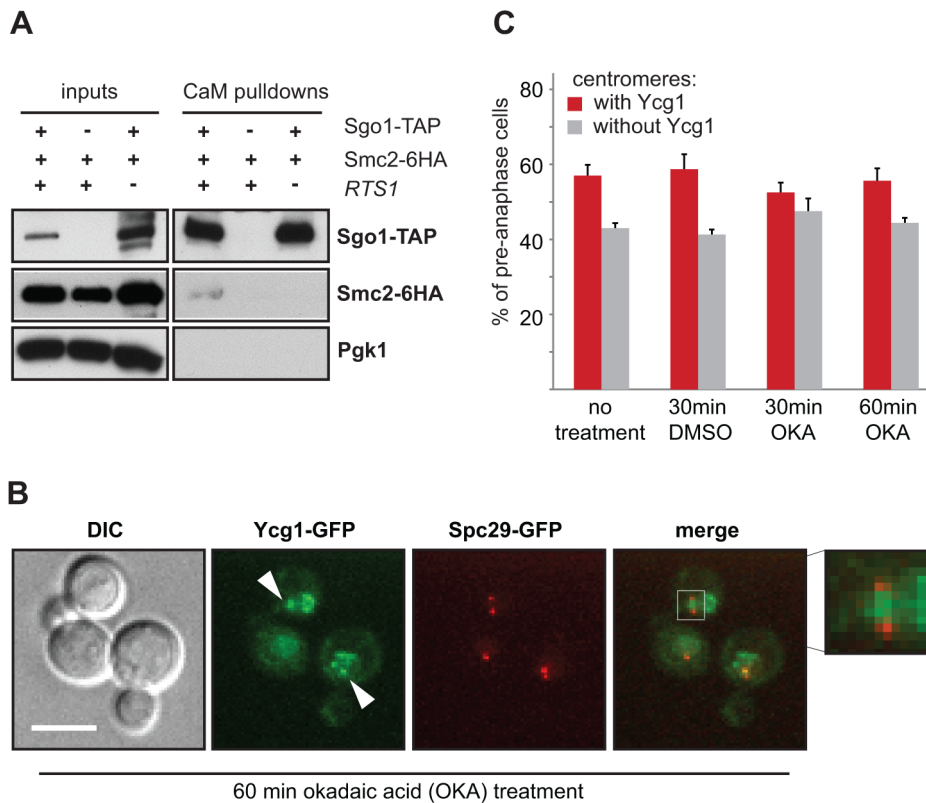 A
inputs
CaM pulldowns
+ - + + - + Sgo1-TAP
+ + + + + + Smc2-6HA
+ + - + + - RTS1
Sgo1-TAP
Smc2-6HA
Pgk1
C
centromeres:
with Ycg1
without Ycg1
% of pre-anaphase cells
80
60
40
20
no treatment
30min DMSO
30min OKA
60min OKA
B
DIC
Ycg1-GFP
Spc29-GFP
merge
60 min okadaic acid (OKA) treatment